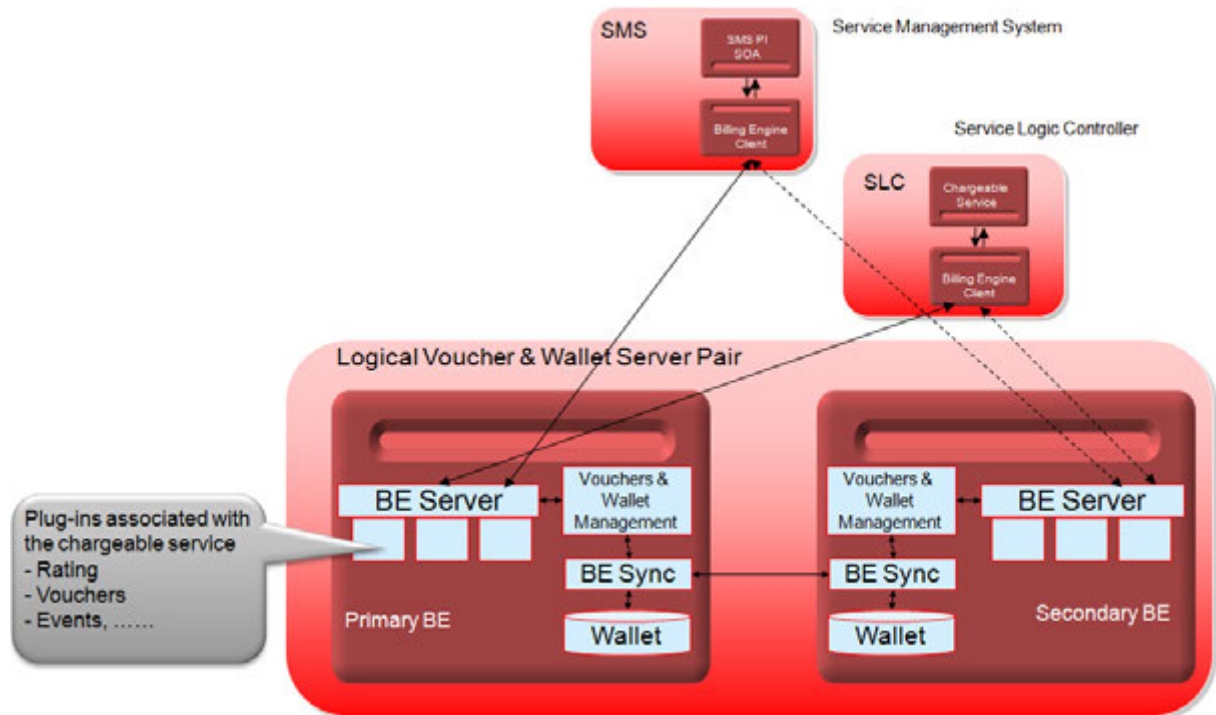 SMS
SMS PI
SOA
Billing Engine
Client
Service Management System
Service Logic Controller
SLC
Chargeable
Service
Billing Engine
Client
Logical Voucher & Wallet Server Pair
BE Server
Vouchers &
Wallet
Management
BE Sync
Wallet
Primary BE
Vouchers &
Wallet
Management
BE Server
BE Sync
Wallet
Secondary BE
Plug-ins associated with
the chargeable service
- Rating
- Vouchers
- Events, ......